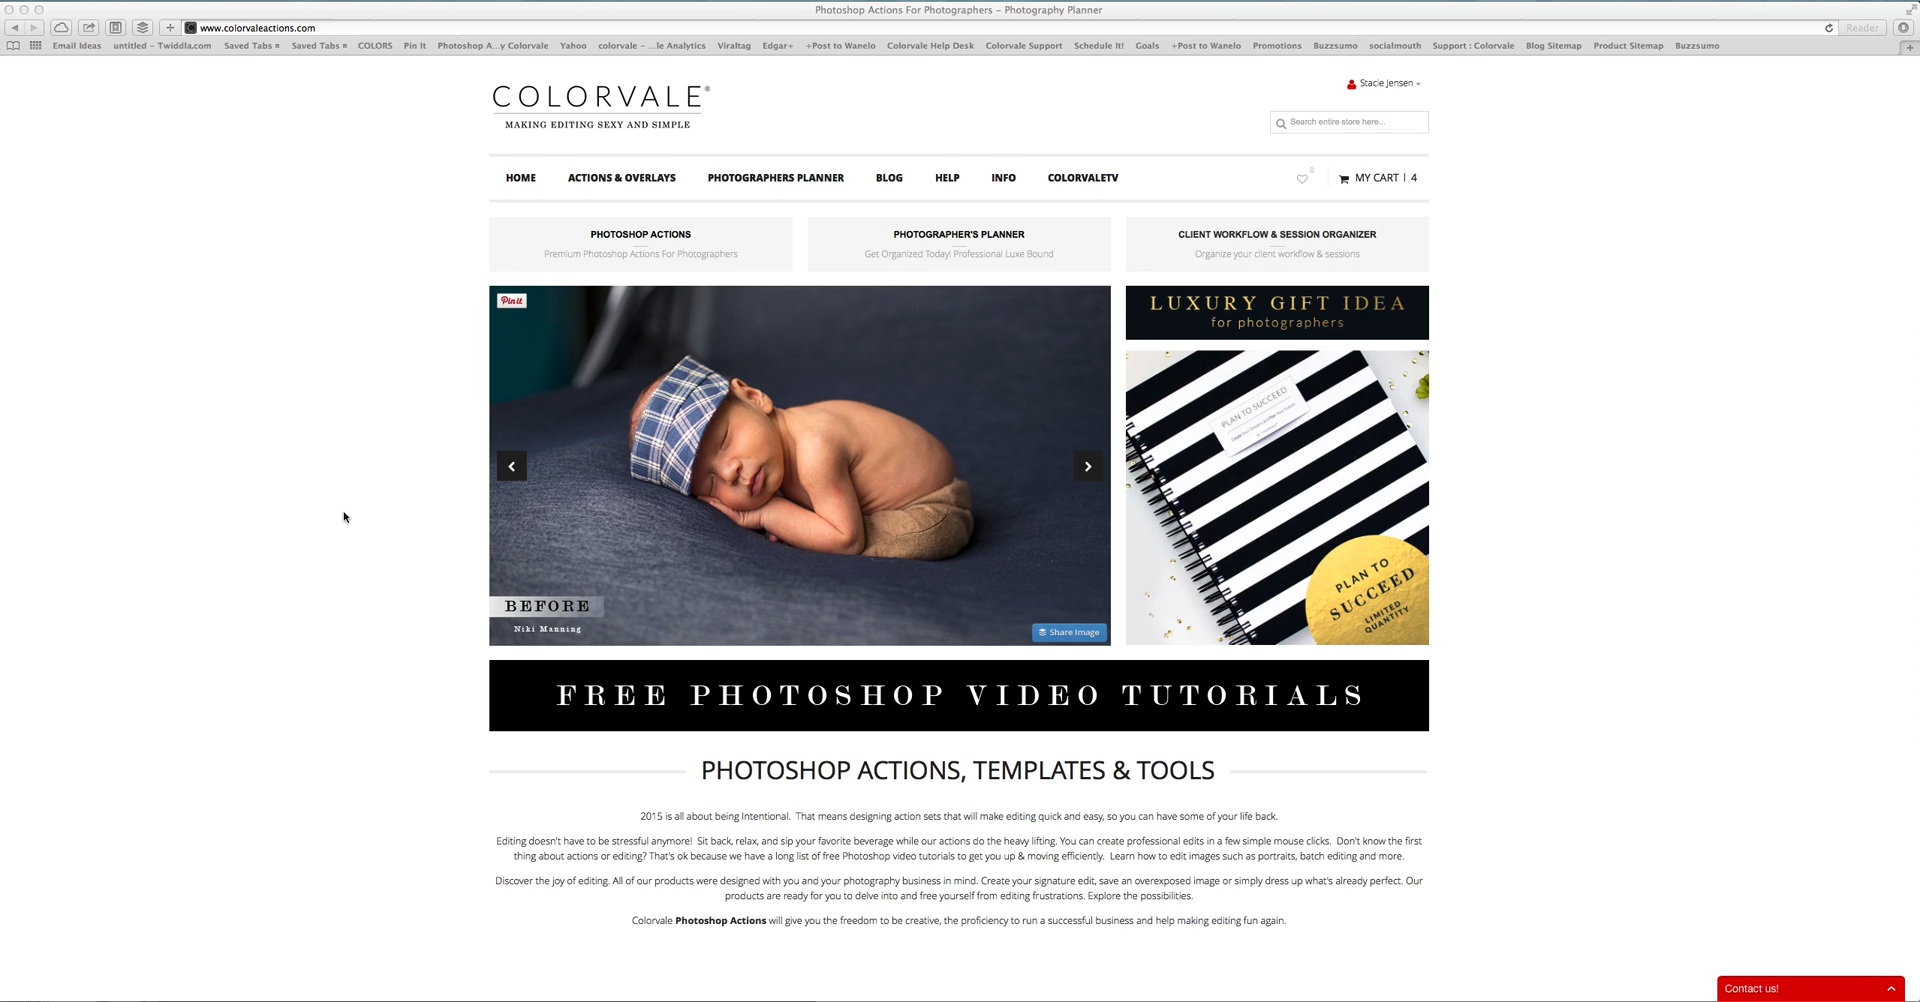 Photoshop Actions For Photographers – Photography Planner
www.colorvaleactions.com
Reader
Email Ideas untitled – Twiddla.com Saved Tabs Saved Tabs COLORS Pin It Photoshop A...y Colorvale Yahoo colorvale – ...le Analytics Viraltag Edgar+ +Post to Wanelo Colorvale Help Desk Colorvale Support Schedule It! Goals +Post to Wanelo Promotions Buzzsumo socialmouth Support : Colorvale Blog Sitemap Product Sitemap Buzzsumo
COLORVALE®
MAKING EDITING SEXY AND SIMPLE
Stacie Jensen
Search entire store here...
HOME ACTIONS & OVERLAYS PHOTOGRAPHERS PLANNER BLOG HELP INFO COLORVALETV
0
MY CART | 4
PHOTOSHOP ACTIONS
Premium Photoshop Actions For Photographers
PHOTOGRAPHER'S PLANNER
Get Organized Today! Professional Luxe Bound
CLIENT WORKFLOW & SESSION ORGANIZER
Organize your client workflow & sessions
Pin it
BEFORE
Niki Manning
Share Image
LUXURY GIFT IDEA
for photographers
PLAN TO SUCCEED
PLAN TO
SUCCEED
LIMITED
QUANTITY
FREE PHOTOSHOP VIDEO TUTORIALS
PHOTOSHOP ACTIONS, TEMPLATES & TOOLS
2015 is all about being Intentional. That means designing action sets that will make editing quick and easy, so you can have some of your life back.
Editing doesn't have to be stressful anymore! Sit back, relax, and sip your favorite beverage while our actions do the heavy lifting. You can create professional edits in a few simple mouse clicks. Don't know the first
thing about actions or editing? That's ok because we have a long list of free Photoshop video tutorials to get you up & moving efficiently. Learn how to edit images such as portraits, batch editing and more.
Discover the joy of editing. All of our products were designed with you and your photography business in mind. Create your signature edit, save an overexposed image or simply dress up what's already perfect. Our
products are ready for you to delve into and free yourself from editing frustrations. Explore the possibilities.
Colorvale Photoshop Actions will give you the freedom to be creative, the proficiency to run a successful business and help making editing fun again.
Contact us!